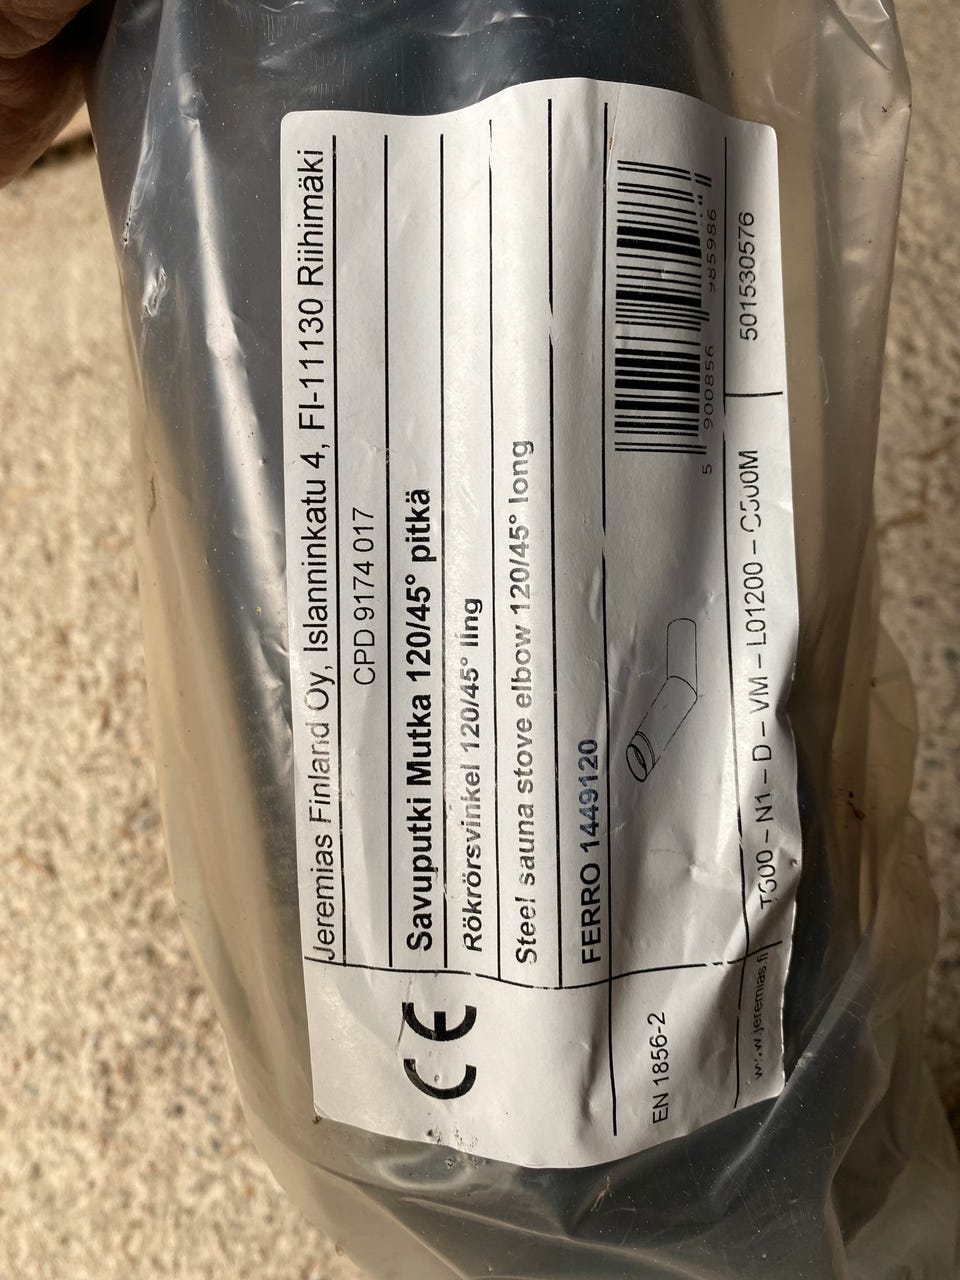 Jeremias Finland Oy, Islanninkatu 4, FI-11130 Riihimäki
CPD 9174 017
CE
Savuputki Mutka 120/45° pitkä
Rökrörsvinkel 120/45° ling
Steel sauna stove elbow 120/45° long
FERRO 1449120
EN 1856-2
5 900856 985986
www.jeremias.fi
T600 – N1 – D – VM – L01200 – G500M
501530576